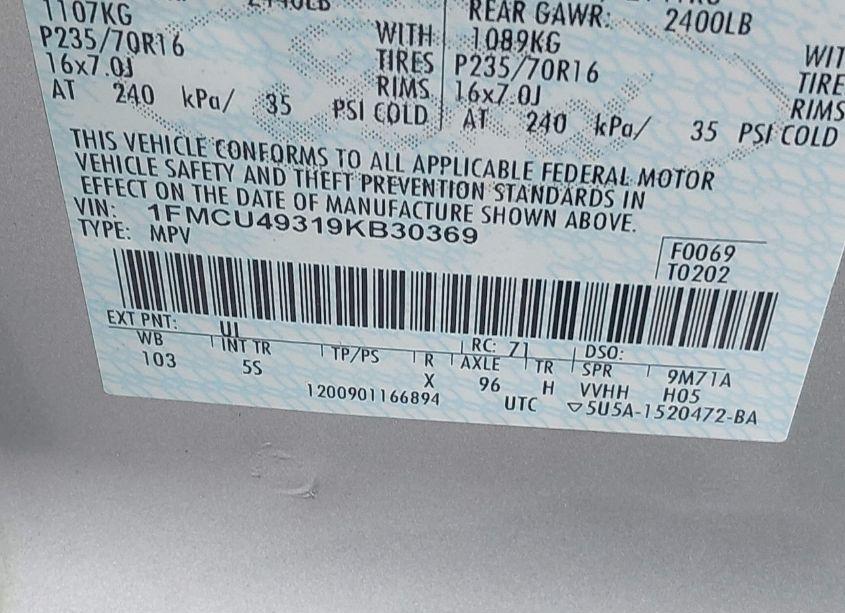 1107KG
P235/70R16 WITH
16x7.0J TIRES
AT 240 kPa/ 35 RIMS
PSI COLD
REAR GAWR: 2400LB
1089KG
P235/70R16 WIT
16x7.0J TIRE
AT 240 kPa/ 35 RIMS
PSI COLD
THIS VEHICLE CONFORMS TO ALL APPLICABLE FEDERAL MOTOR
VEHICLE SAFETY AND THEFT PREVENTION STANDARDS IN
EFFECT ON THE DATE OF MANUFACTURE SHOWN ABOVE.
VIN: 1FMCU49319KB30369
TYPE: MPV
F0069
T0202
EXT PNT: UJ RC: 71 DSO:
WB INT TR TP/PS R AXLE TR SPR 9M71A
103 5S X 96 H VVHH H05
1200901166894 UTC ▽5U5A-1520472-BA